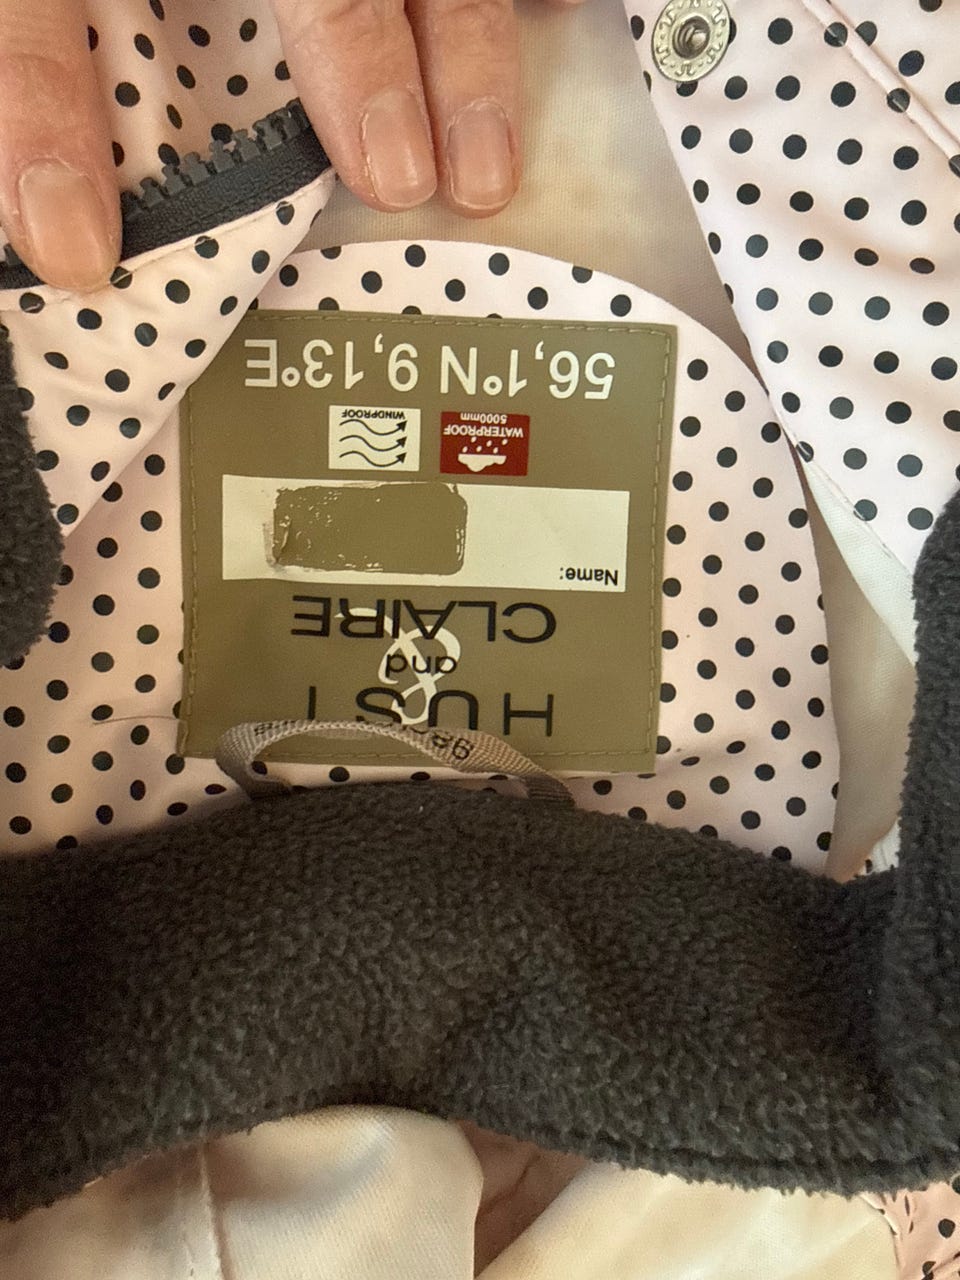 HUST
and
&
CLAIRE
Name:
WATERPROOF
5000mm
WINDPROOF
56,1°N 9,13°E